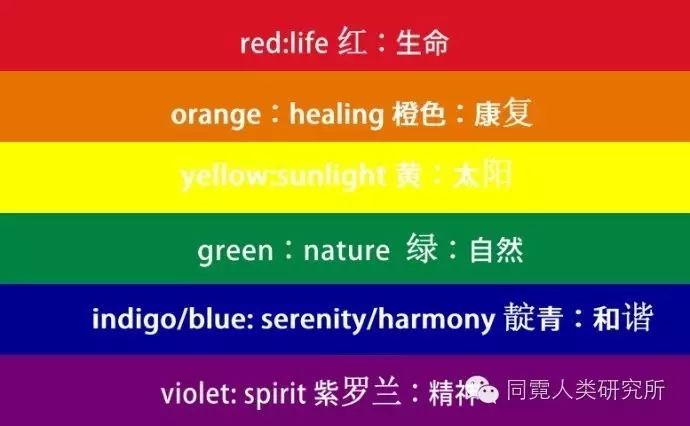 red:life 红：生命
orange：healing 橙色：康复
yellow:sunlight 黄：太阳
green：nature 绿：自然
indigo/blue: serenity/harmony 靛青：和谐
violet: spirit 紫罗兰：精神
同霓人类研究所